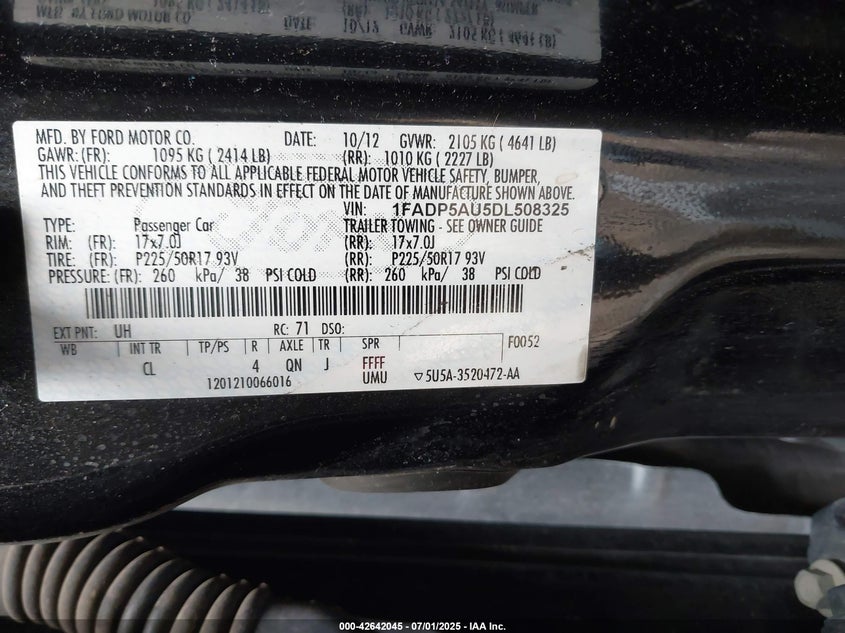 MFD. BY FORD MOTOR CO. DATE: 10/12 GVWR: 2105 KG ( 4641 LB)
GAWR: (FR): 1095 KG ( 2414 LB) (RR): 1010 KG ( 2227 LB)
THIS VEHICLE CONFORMS TO ALL APPLICABLE FEDERAL MOTOR VEHICLE SAFETY, BUMPER,
AND THEFT PREVENTION STANDARDS IN EFFECT ON THE DATE OF MANUFACTURE SHOWN ABOVE.
VIN: 1FADP5AU5DL508325
TYPE: Passenger Car TRAILER TOWING - SEE OWNER GUIDE
RIM: (FR): 17x7.0J (RR): 17x7.0J
TIRE: (FR): P225/50R17 93V (RR): P225/50R17 93V
PRESSURE: (FR): 260 kPa/ 38 PSI COLD (RR): 260 kPa/ 38 PSI COLD
EXT PNT: UH RC: 71 DSO: F0052
WB INT TR TP/PS R AXLE TR SPR
CL 4 QN J FFFF
1201210066016 UMU ▽5U5A-3520472-AA
000-42642045 - 07/01/2025 - IAA Inc.